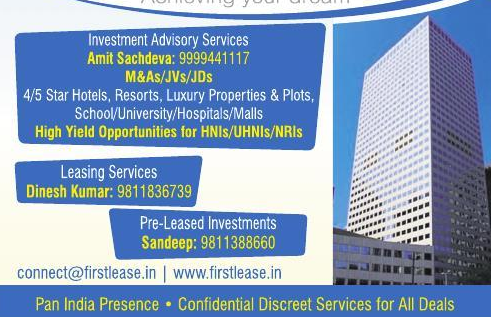 Achieving your dream
Investment Advisory Services
Amit Sachdeva: 9999441117
M&As/JVs/JDs
4/5 Star Hotels, Resorts, Luxury Properties & Plots,
School/University/Hospitals/Malls
High Yield Opportunities for HNIs/UHNIs/NRIs
Leasing Services
Dinesh Kumar: 9811836739
Pre-Leased Investments
Sandeep: 9811388660
connect@firstlease.in | www.firstlease.in
Pan India Presence • Confidential Discreet Services for All Deals